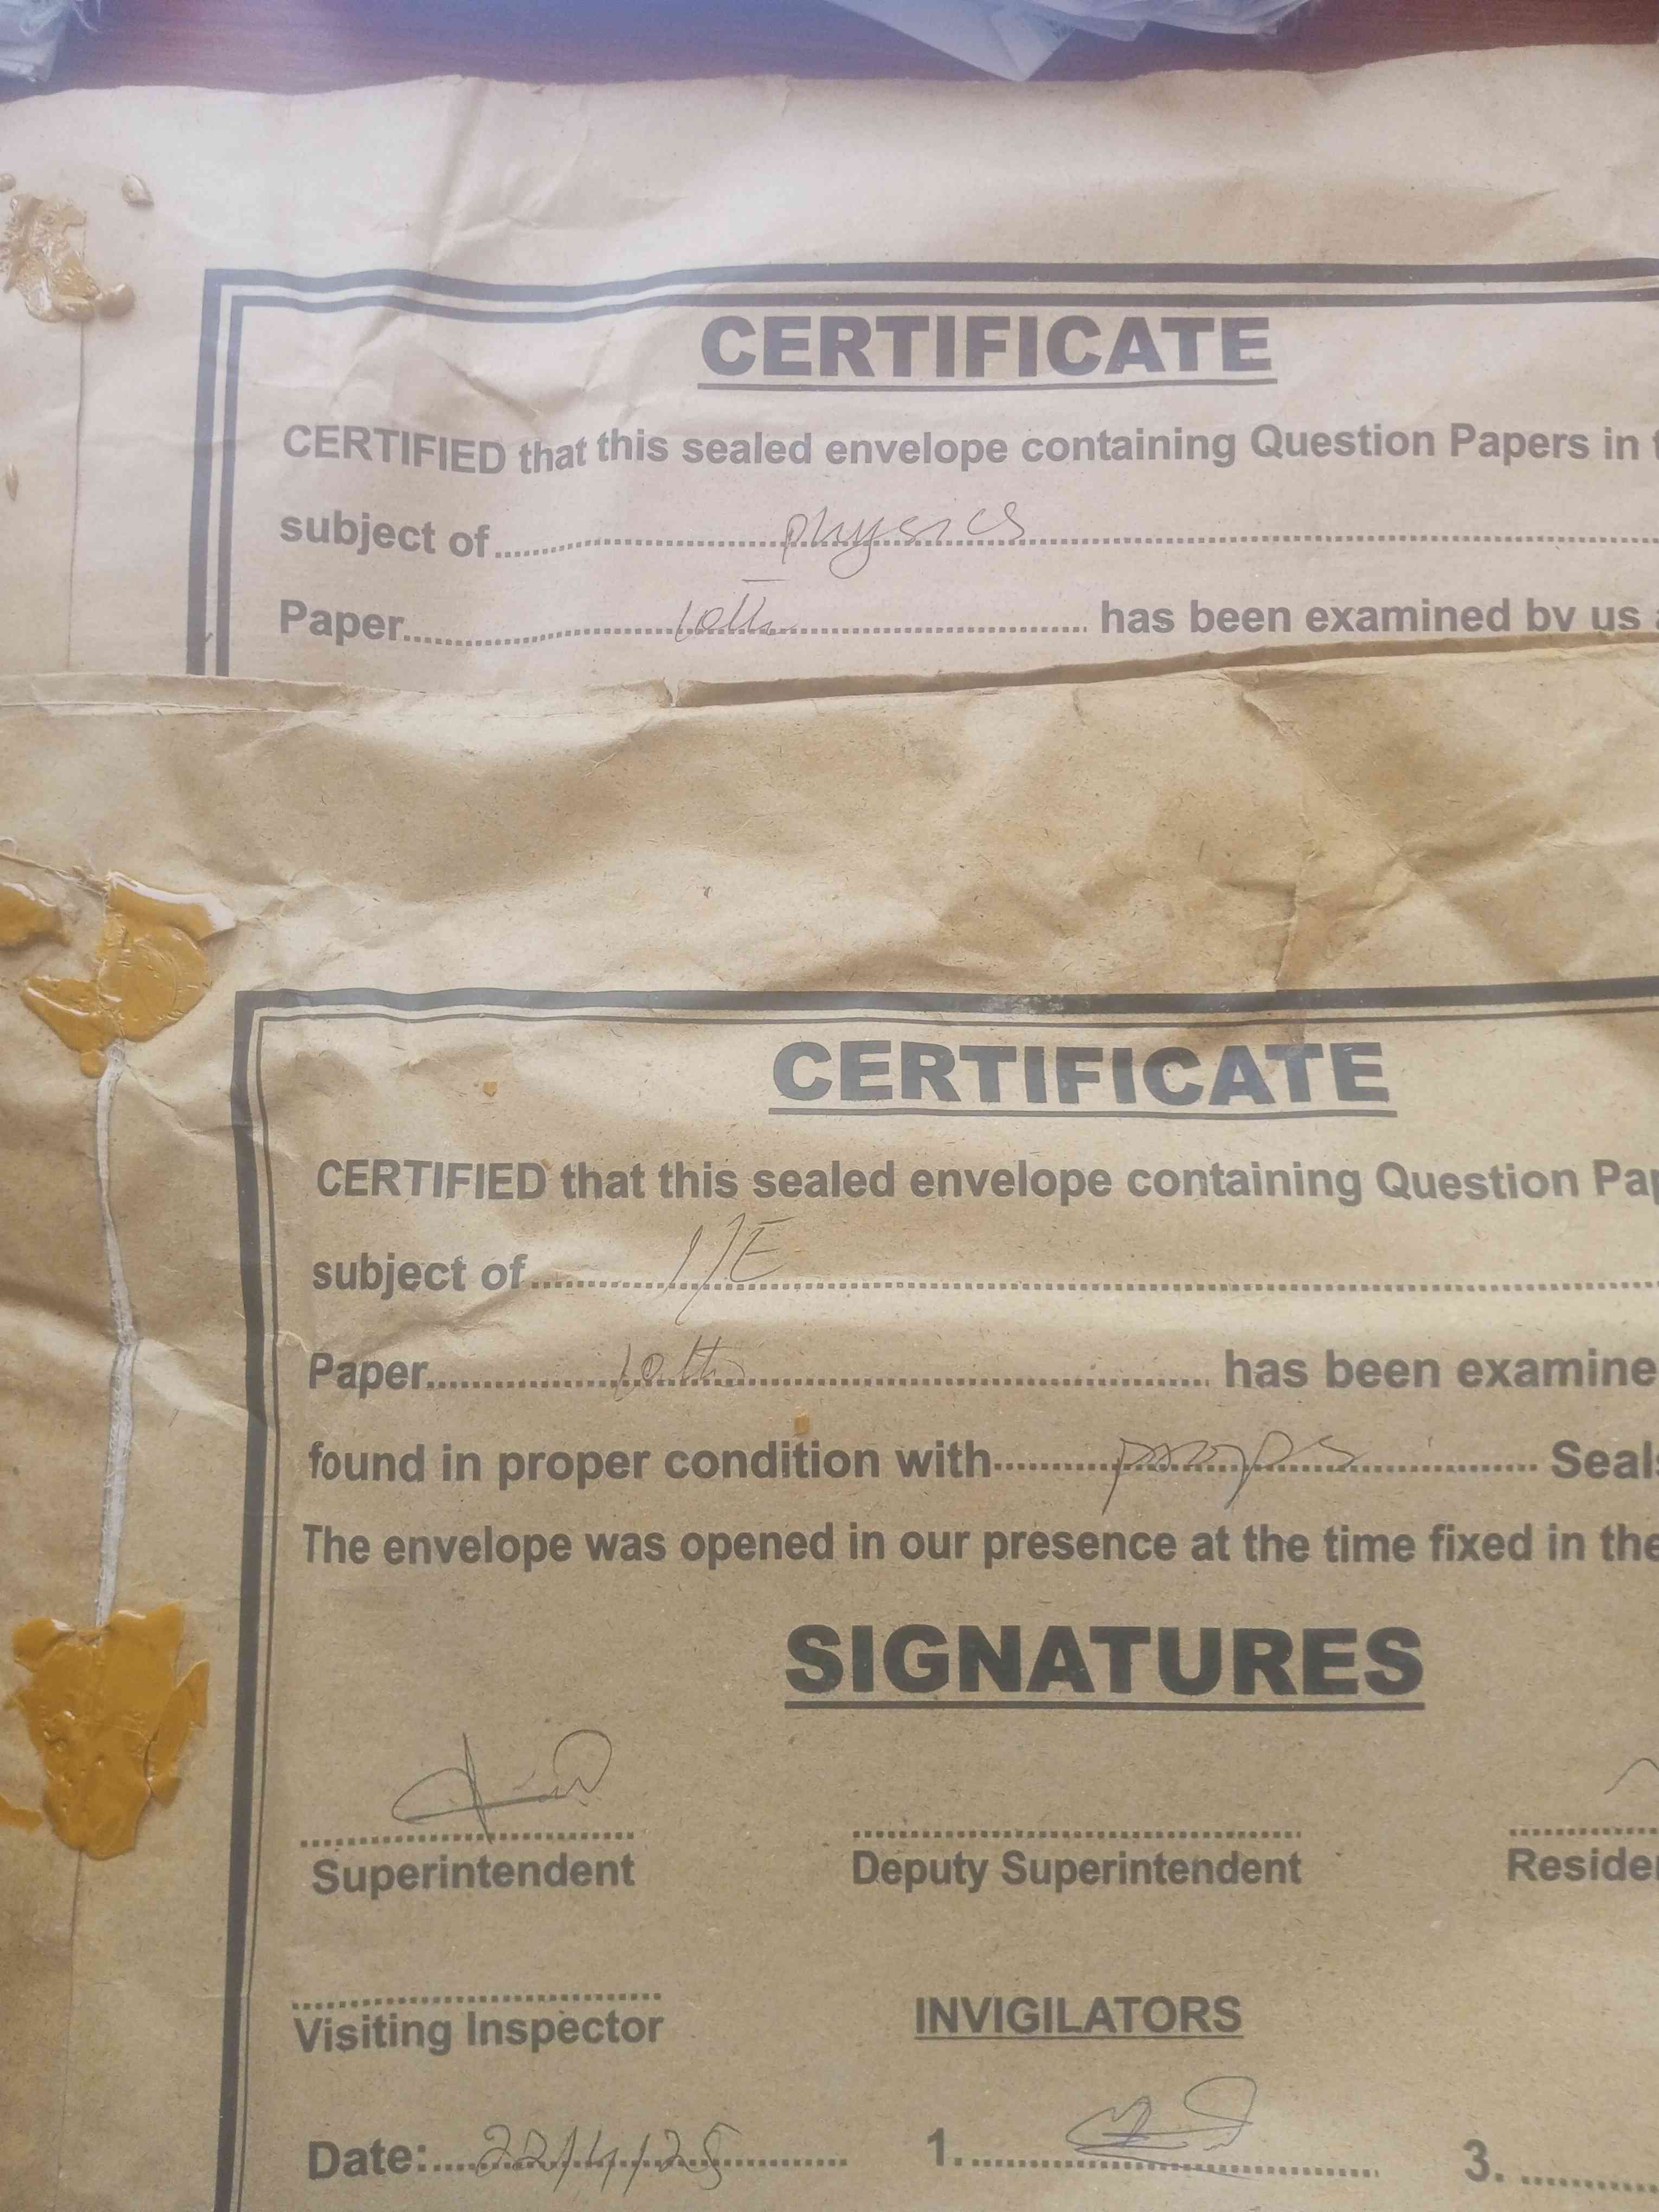 CERTIFICATE
CERTIFIED that this sealed envelope containing Question Papers in
subject of physics
Paper 10th has been examined by us
CERTIFICATE
CERTIFIED that this sealed envelope containing Question Pap
subject of I/E
Paper 10th has been examine
found in proper condition with Seals
The envelope was opened in our presence at the time fixed in the
SIGNATURES
Superintendent Deputy Superintendent Reside
Visiting Inspector INVIGILATORS
Date: 22/4/25 1. 3.